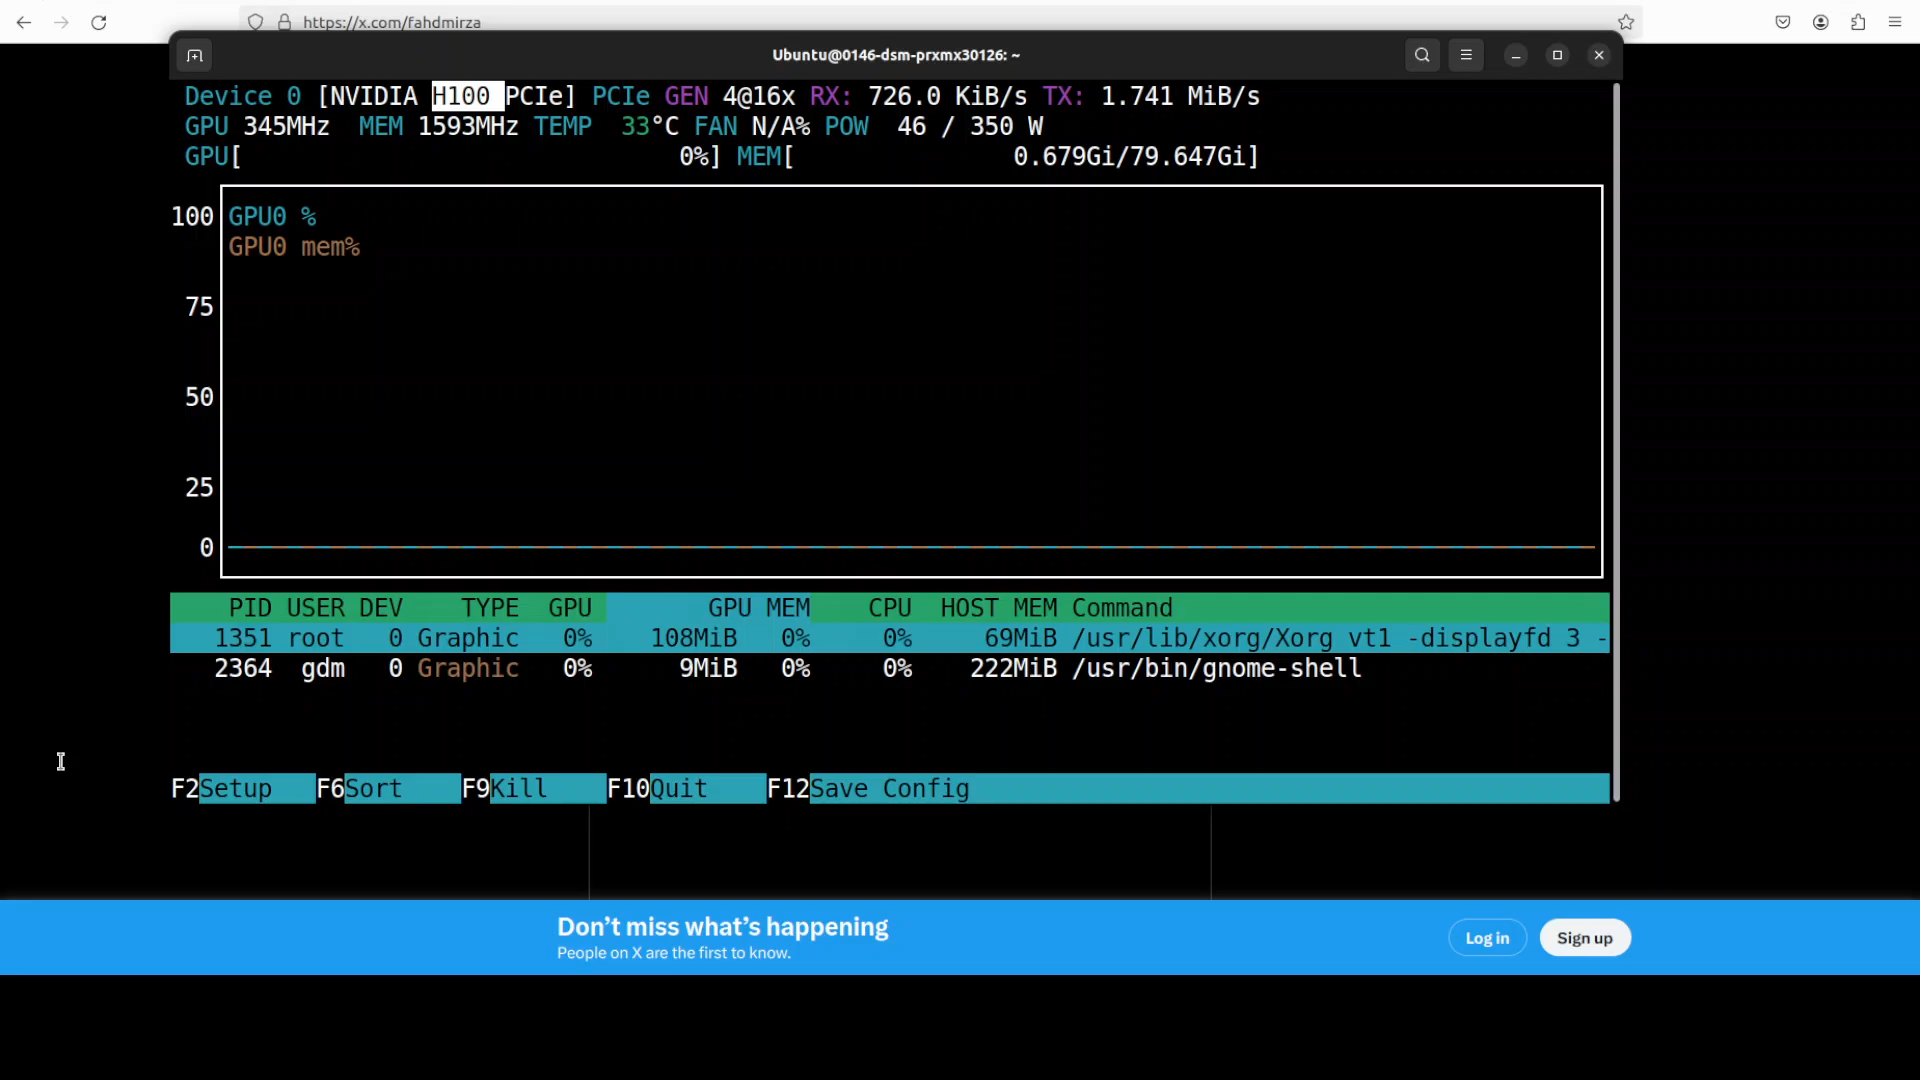 https://x.com/fahdmirza
Ubuntu@0146-dsm-prxmx30126: ~
Device 0 [NVIDIA H100 PCIe] PCIe GEN 4@16x RX: 726.0 KiB/s TX: 1.741 MiB/s
GPU 345MHz MEM 1593MHz TEMP 33°C FAN N/A% POW 46 / 350 W
GPU[ 0%] MEM[ 0.679Gi/79.647Gi]
100 GPU0 %
GPU0 mem%
75
50
25
0
PID USER DEV TYPE GPU GPU MEM CPU HOST MEM Command
1351 root 0 Graphic 0% 108MiB 0% 0% 69MiB /usr/lib/xorg/Xorg vt1 -displayfd 3 -
2364 gdm 0 Graphic 0% 9MiB 0% 0% 222MiB /usr/bin/gnome-shell
F2Setup F6Sort F9Kill F10Quit F12Save Config
Don’t miss what’s happening
People on X are the first to know.
Log in
Sign up